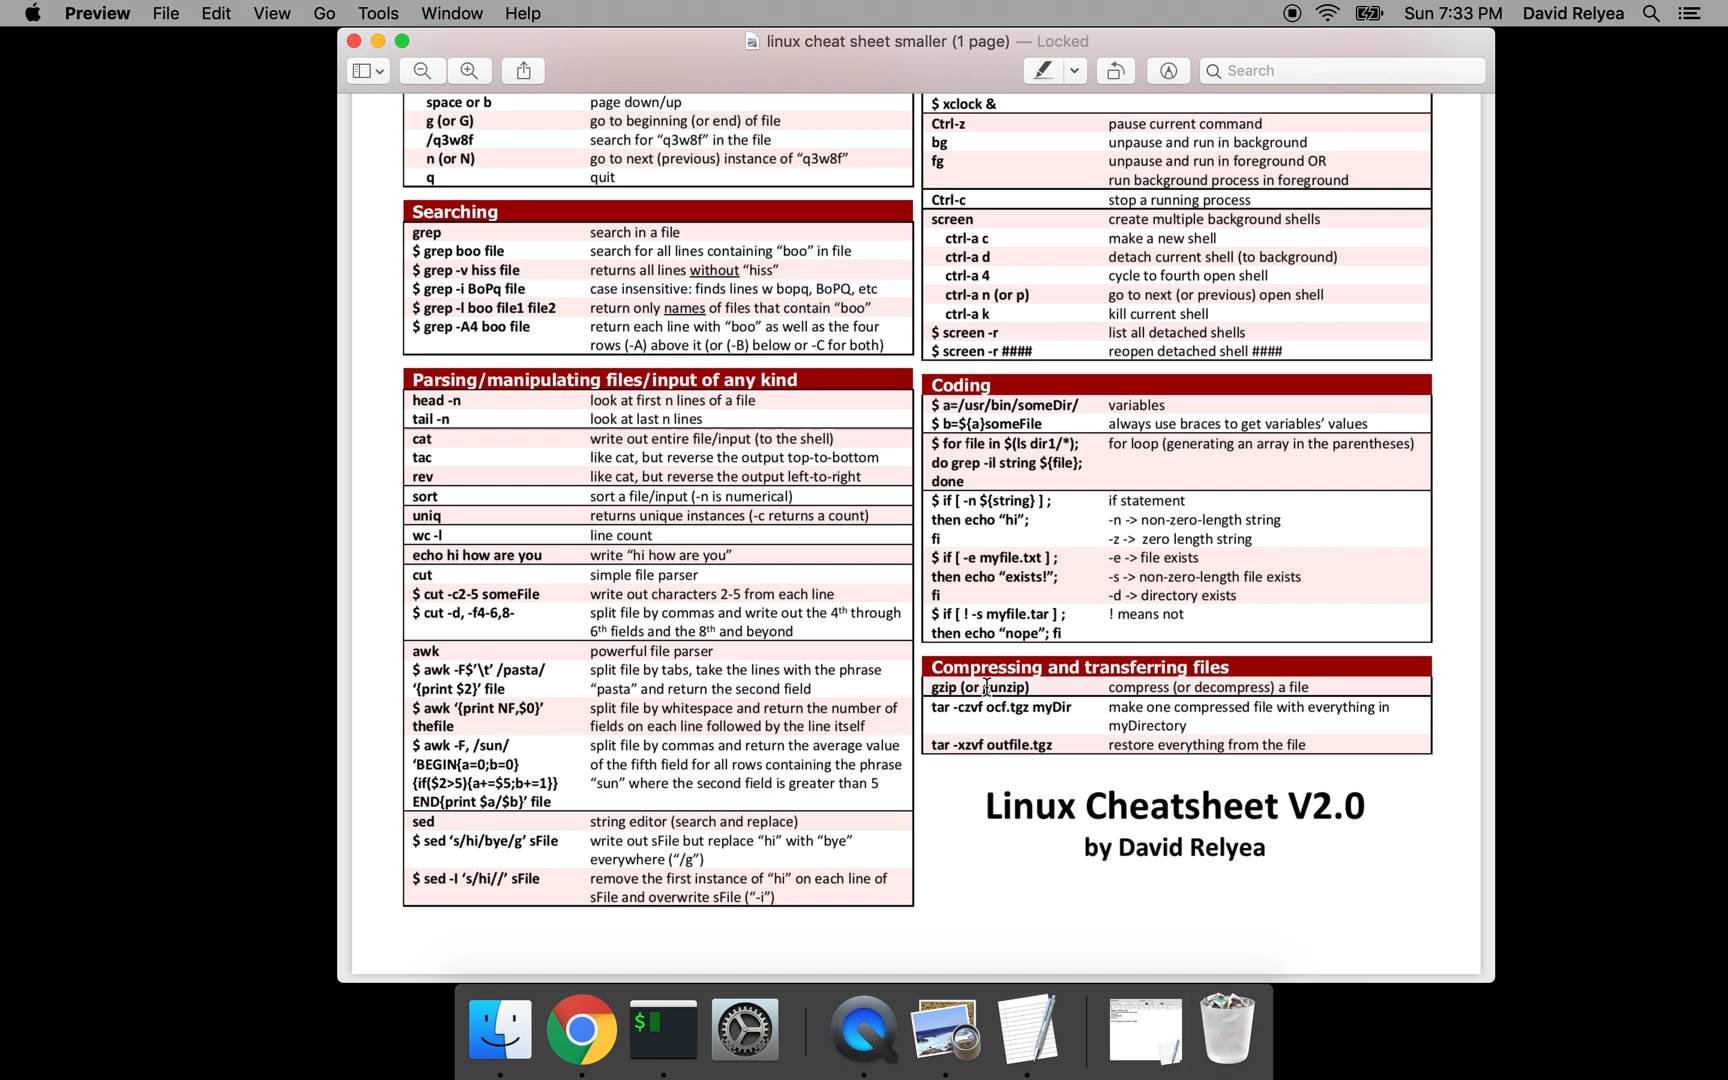 Preview File Edit View Go Tools Window Help
Sun 7:33 PM David Relyea
linux cheat sheet smaller (1 page) — Locked
Search
space or b page down/up
g (or G) go to beginning (or end) of file
/q3w8f search for “q3w8f” in the file
n (or N) go to next (previous) instance of “q3w8f”
q quit
Searching
grep search in a file
$ grep boo file search for all lines containing “boo” in file
$ grep -v hiss file returns all lines without “hiss”
$ grep -i BoPq file case insensitive: finds lines w bopq, BoPQ, etc
$ grep -l boo file1 file2 return only names of files that contain “boo”
$ grep -A4 boo file return each line with “boo” as well as the four
rows (-A) above it (or (-B) below or -C for both)
Parsing/manipulating files/input of any kind
head -n look at first n lines of a file
tail -n look at last n lines
cat write out entire file/input (to the shell)
tac like cat, but reverse the output top-to-bottom
rev like cat, but reverse the output left-to-right
sort sort a file/input (-n is numerical)
uniq returns unique instances (-c returns a count)
wc -l line count
echo hi how are you write “hi how are you”
cut simple file parser
$ cut -c2-5 someFile write out characters 2-5 from each line
$ cut -d, -f4-6,8- split file by commas and write out the 4th through
6th fields and the 8th and beyond
awk powerful file parser
$ awk -F$’\t’ /pasta/ split file by tabs, take the lines with the phrase
‘{print $2}’ file “pasta” and return the second field
$ awk ‘{print NF,$0}’ split file by whitespace and return the number of
thefile fields on each line followed by the line itself
$ awk -F, /sun/ split file by commas and return the average value
‘BEGIN{a=0;b=0} of the fifth field for all rows containing the phrase
{if($2>5){a+=$5;b+=1}} “sun” where the second field is greater than 5
END{print $a/$b}’ file
sed string editor (search and replace)
$ sed ‘s/hi/bye/g’ sFile write out sFile but replace “hi” with “bye”
everywhere (“/g”)
$ sed -I ‘s/hi//’ sFile remove the first instance of “hi” on each line of
sFile and overwrite sFile (“-i”)
$ xclock &
Ctrl-z pause current command
bg unpause and run in background
fg unpause and run in foreground OR
run background process in foreground
Ctrl-c stop a running process
screen create multiple background shells
ctrl-a c make a new shell
ctrl-a d detach current shell (to background)
ctrl-a 4 cycle to fourth open shell
ctrl-a n (or p) go to next (or previous) open shell
ctrl-a k kill current shell
$ screen -r list all detached shells
$ screen -r #### reopen detached shell ####
Coding
$ a=/usr/bin/someDir/ variables
$ b=${a}someFile always use braces to get variables’ values
$ for file in $(ls dir1/*); for loop (generating an array in the parentheses)
do grep -il string ${file};
done
$ if [ -n ${string} ] ; if statement
then echo “hi”; -n -> non-zero-length string
fi -z -> zero length string
$ if [ -e myfile.txt ] ; -e -> file exists
then echo “exists!”; -s -> non-zero-length file exists
fi -d -> directory exists
$ if [ ! -s myfile.tar ] ; ! means not
then echo “nope”; fi
Compressing and transferring files
gzip (or gunzip) compress (or decompress) a file
tar -czvf ocf.tgz myDir make one compressed file with everything in
myDirectory
tar -xzvf outfile.tgz restore everything from the file
Linux Cheatsheet V2.0
by David Relyea
$